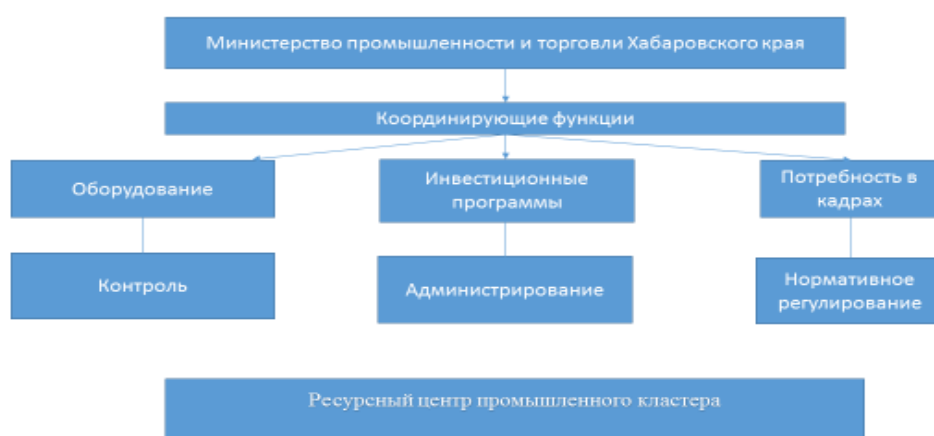 Министерство промышленности и торговли Хабаровского края
Координирующие функции
Оборудование
Инвестиционные
программы
Потребность в
кадрах
Контроль
Администрирование
Нормативное
регулирование
Ресурсный центр промышленного кластера